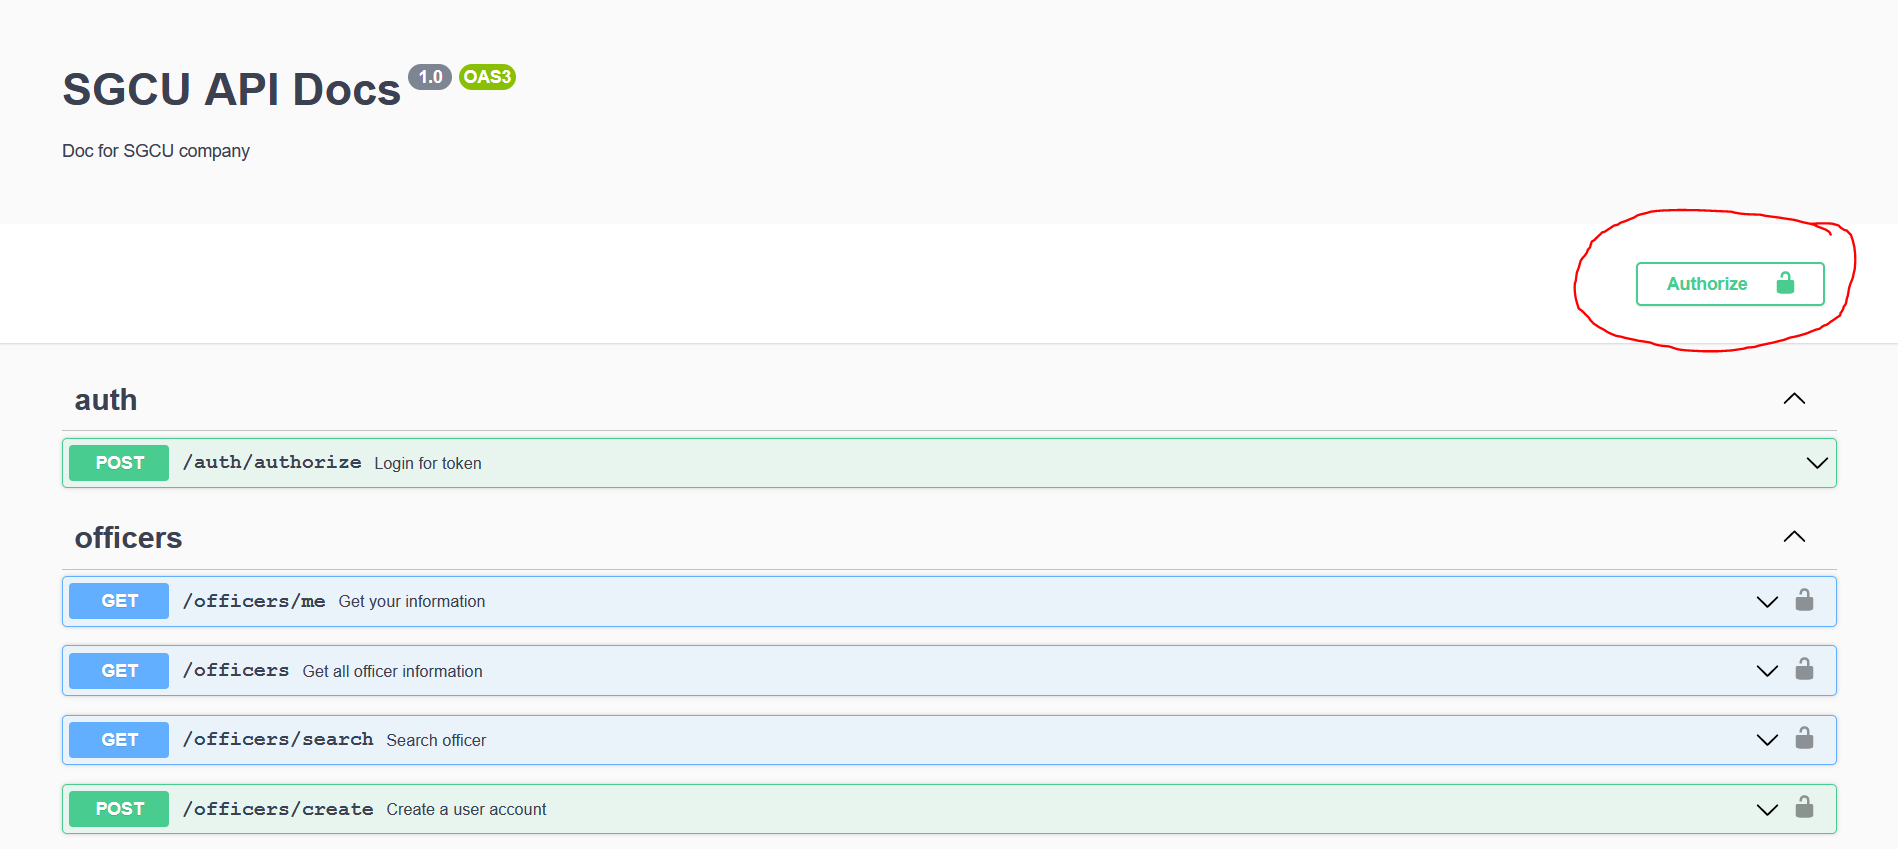 SGCU API Docs 1.0 OAS3
Doc for SGCU company
Authorize
auth
POST /auth/authorize Login for token
officers
GET /officers/me Get your information
GET /officers Get all officer information
GET /officers/search Search officer
POST /officers/create Create a user account